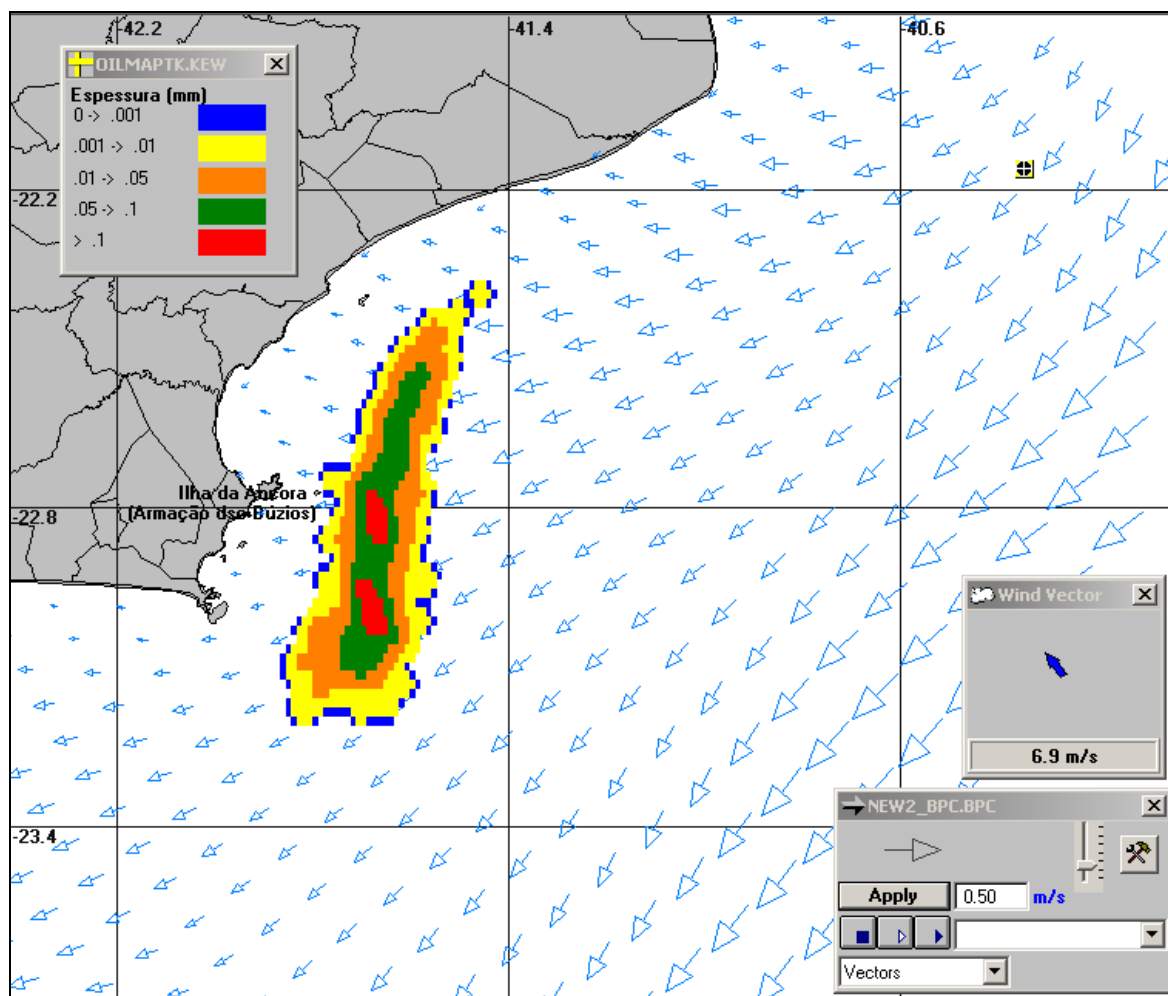 -42.2
-41.4
-40.6
OILMAPTK.KEW
Espessura (mm)
0 -> .001
.001 -> .01
.01 -> .05
.05 -> .1
> .1
-22.2
Ilha da Ancora
(Armação dso Búzios)
-22.8
Wind Vector
6.9 m/s
NEW2_BPC.BPC
-23.4
Apply 0.50 m/s
Vectors